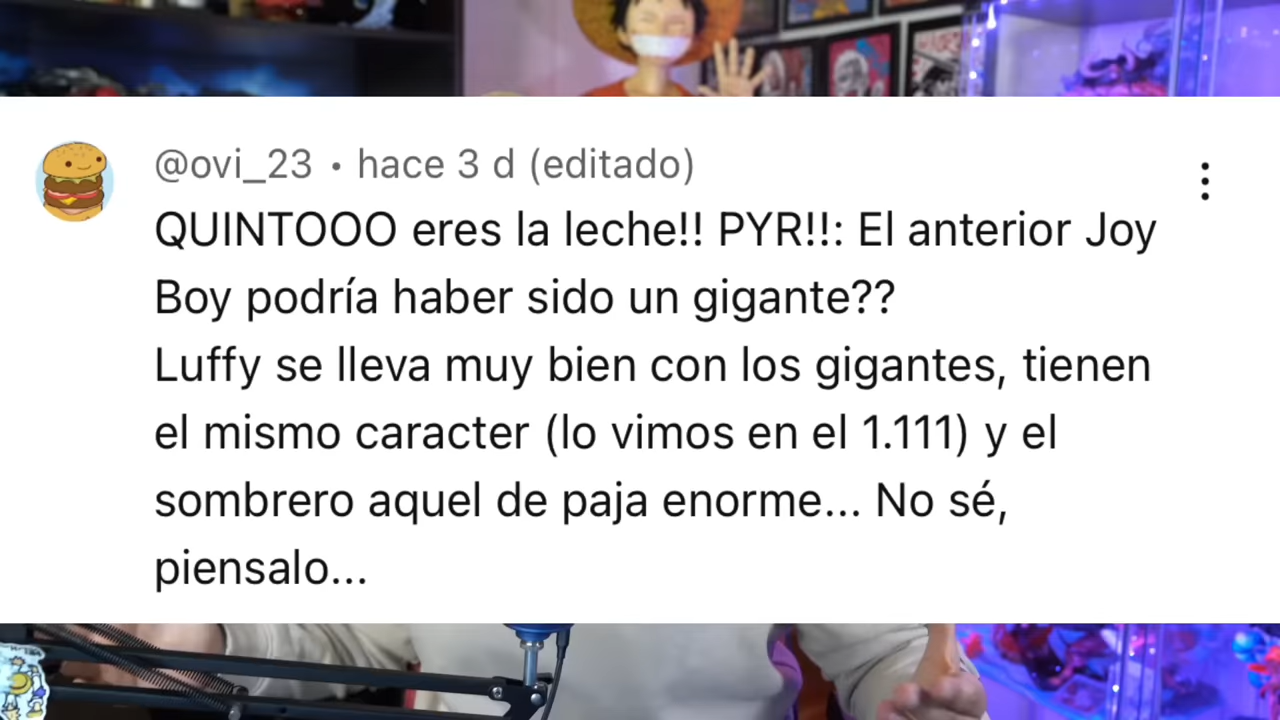 @ovi_23 • hace 3 d (editado)
QUINTOOO eres la leche!! PYR!!: El anterior Joy
Boy podría haber sido un gigante??
Luffy se lleva muy bien con los gigantes, tienen
el mismo caracter (lo vimos en el 1.111) y el
sombrero aquel de paja enorme... No sé,
piensalo...